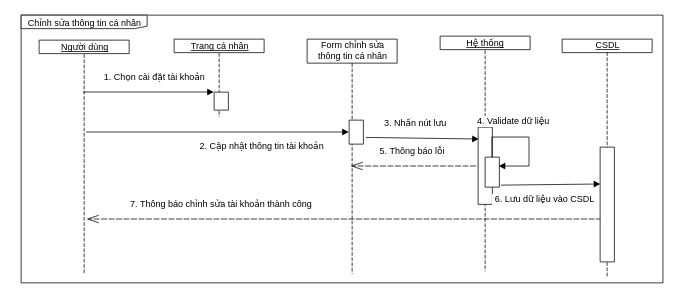 Chỉnh sửa thông tin cá nhân
Người dùng
Trang cá nhân
Form chỉnh sửa
thông tin cá nhân
Hệ thống
CSDL
1. Chọn cài đặt tài khoản
2. Cập nhật thông tin tài khoản
3. Nhấn nút lưu
4. Validate dữ liệu
5. Thông báo lỗi
6. Lưu dữ liệu vào CSDL
7. Thông báo chỉnh sửa tài khoản thành công